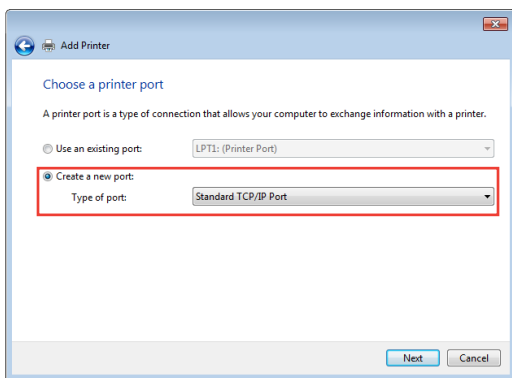 Add Printer
Choose a printer port
A printer port is a type of connection that allows your computer to exchange information with a printer.
Use an existing port: LPT1: (Printer Port)
Create a new port:
Type of port: Standard TCP/IP Port
Next Cancel